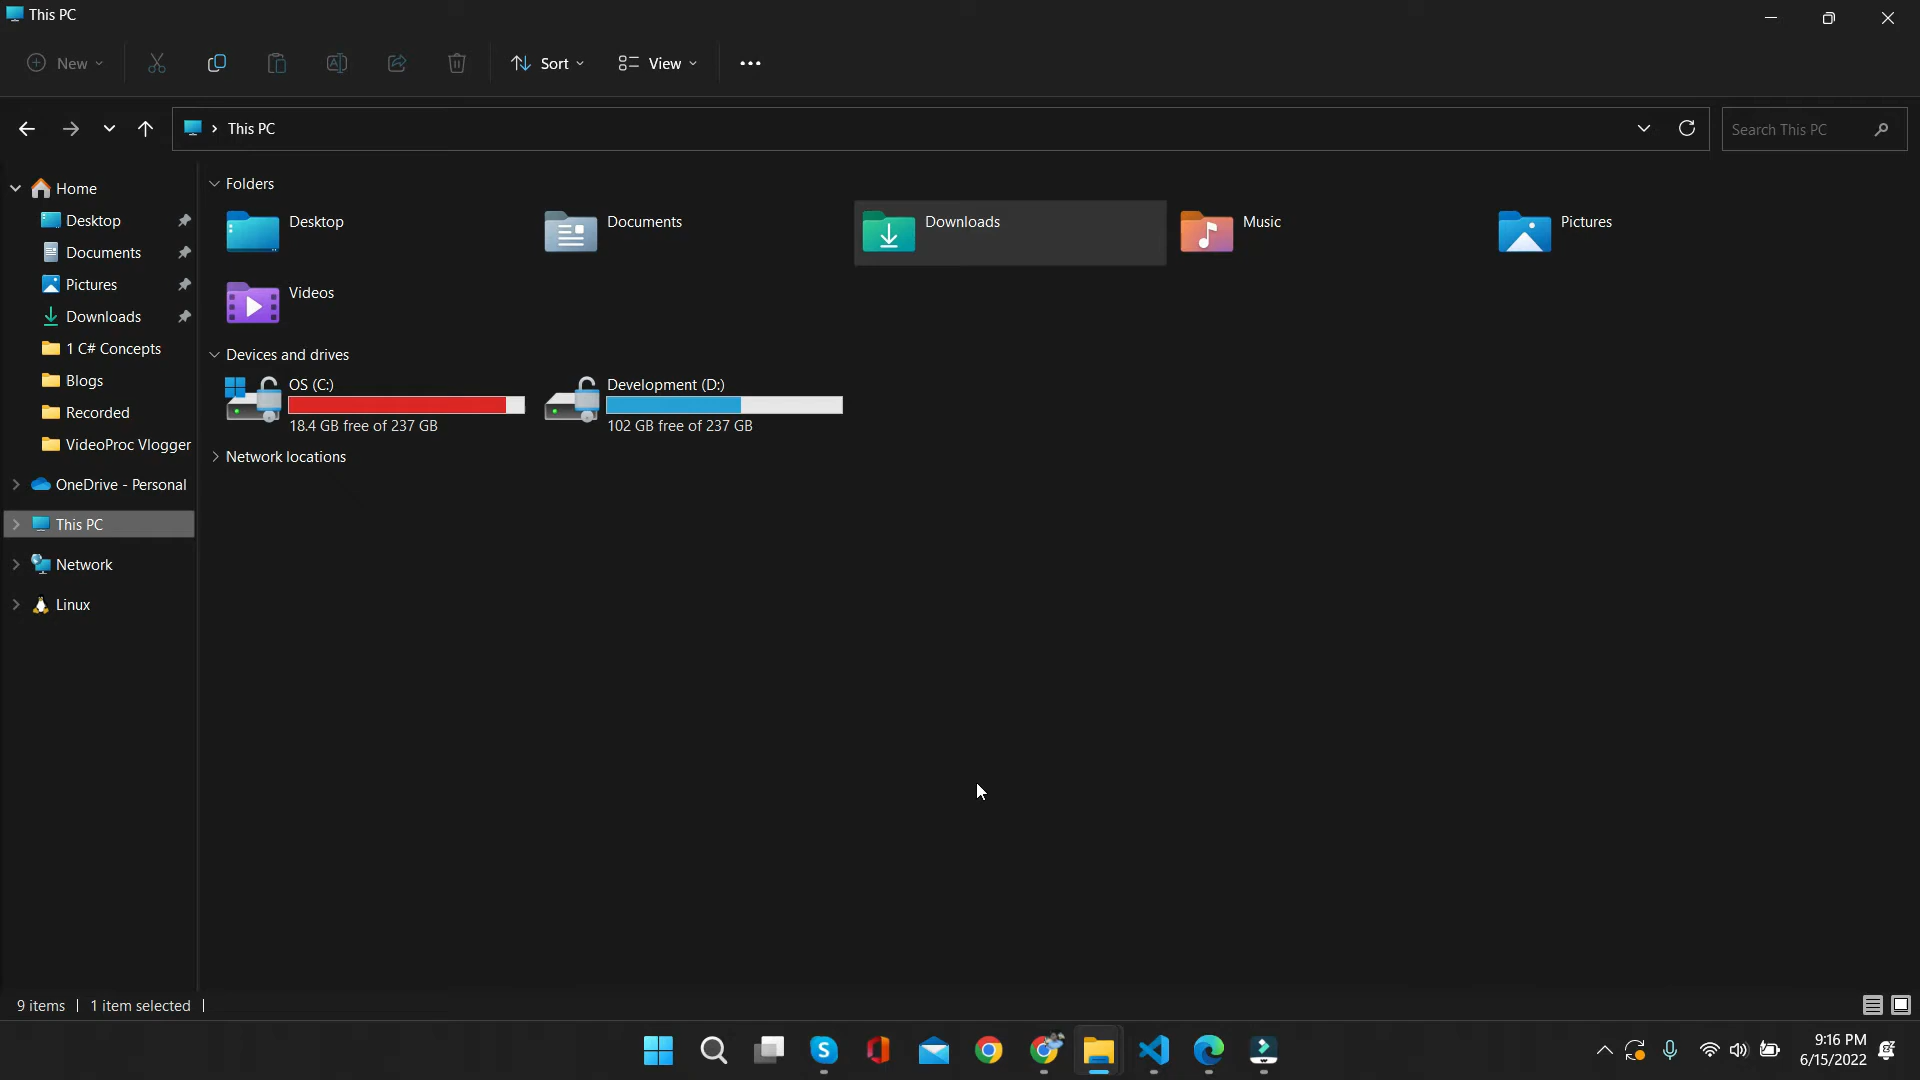 This PC
New
Sort
View
This PC
Search This PC
Home
Desktop
Documents
Pictures
Downloads
1 C# Concepts
Blogs
Recorded
VideoProc Vlogger
OneDrive - Personal
This PC
Network
Linux
Folders
Desktop
Documents
Downloads
Music
Pictures
Videos
Devices and drives
OS (C:)
18.4 GB free of 237 GB
Development (D:)
102 GB free of 237 GB
Network locations
9 items
1 item selected
9:16 PM
6/15/2022